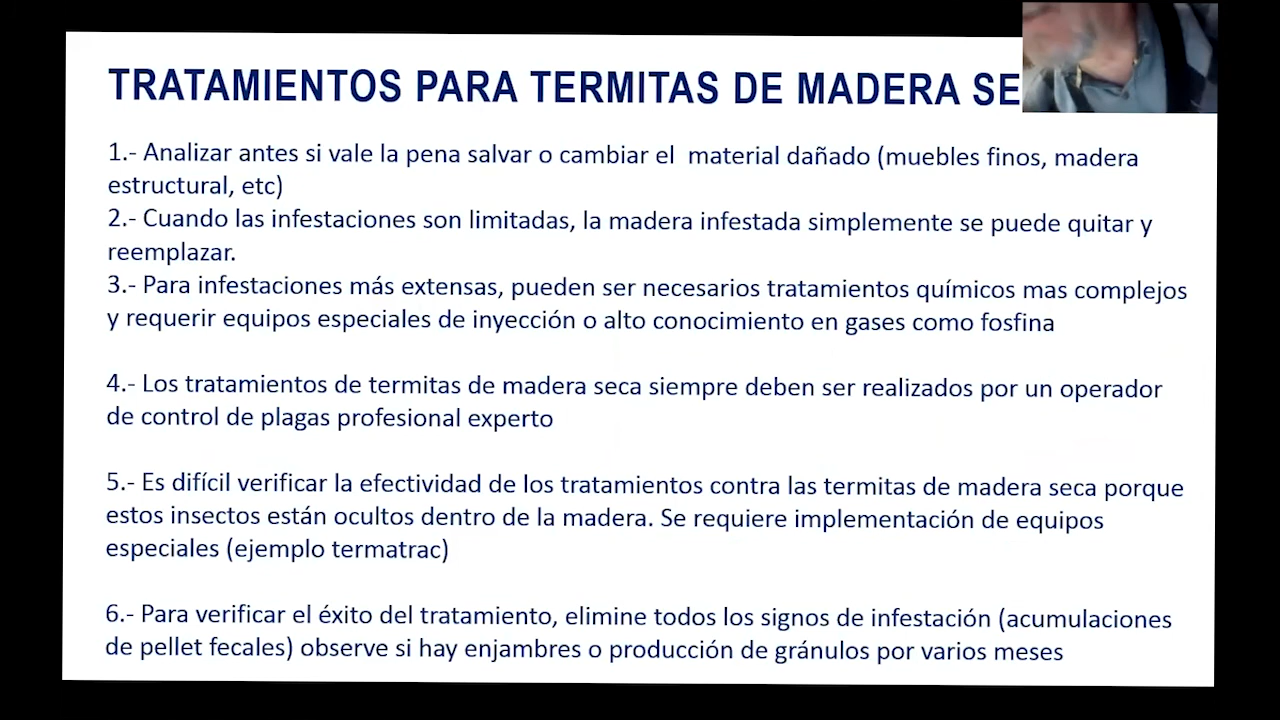 TRATAMIENTOS PARA TERMITAS DE MADERA SE
1.- Analizar antes si vale la pena salvar o cambiar el  material dañado (muebles finos, madera
estructural, etc)
2.- Cuando las infestaciones son limitadas, la madera infestada simplemente se puede quitar y
reemplazar.
3.- Para infestaciones más extensas, pueden ser necesarios tratamientos químicos mas complejos
y requerir equipos especiales de inyección o alto conocimiento en gases como fosfina
4.- Los tratamientos de termitas de madera seca siempre deben ser realizados por un operador
de control de plagas profesional experto
5.- Es difícil verificar la efectividad de los tratamientos contra las termitas de madera seca porque
estos insectos están ocultos dentro de la madera. Se requiere implementación de equipos
especiales (ejemplo termatrac)
6.- Para verificar el éxito del tratamiento, elimine todos los signos de infestación (acumulaciones
de pellet fecales) observe si hay enjambres o producción de gránulos por varios meses